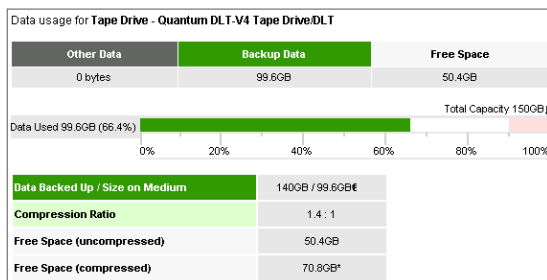 Data usage for Tape Drive - Quantum DLT-V4 Tape Drive/DLT
Other Data Backup Data Free Space
0 bytes 99.6GB 50.4GB
Total Capacity 150GB
Data Used 99.6GB (66.4%)
0% 20% 40% 60% 80% 100%
Data Backed Up / Size on Medium 140GB / 99.6GB€
Compression Ratio 1.4 : 1
Free Space (uncompressed) 50.4GB
Free Space (compressed) 70.8GB*